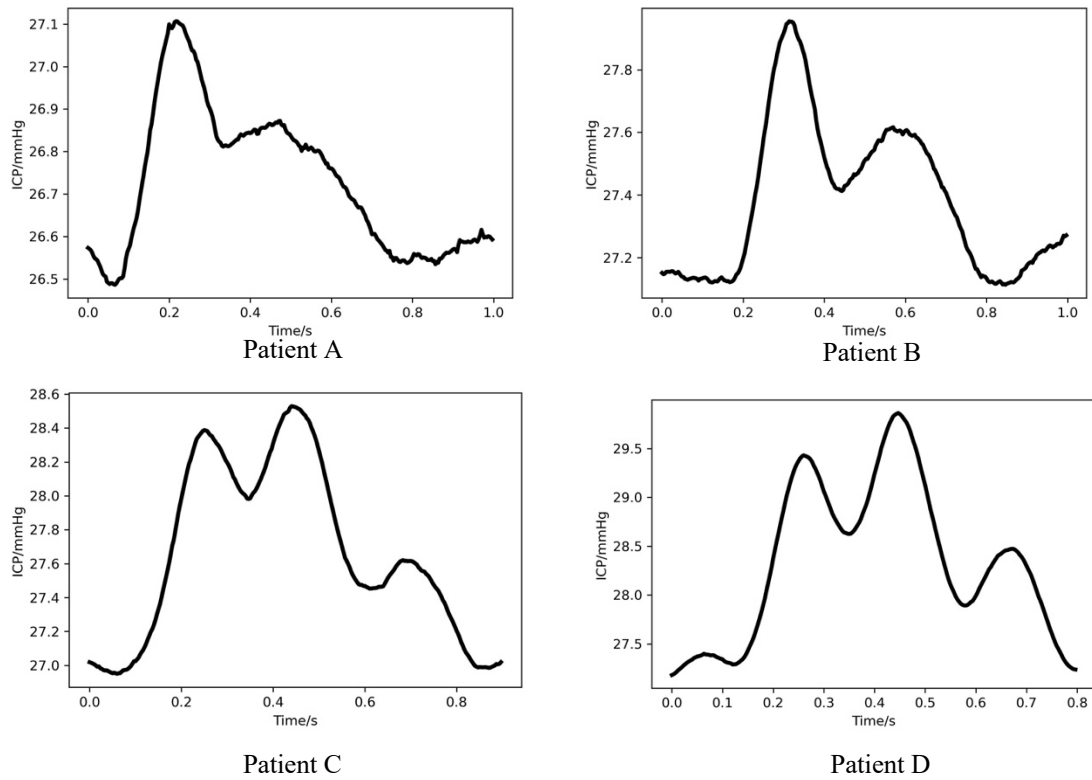 27.1
27.0
26.9
26.8
26.7
26.6
26.5
ICP/mmHg
0.0 0.2 0.4 0.6 0.8 1.0
Time/s
Patient A
27.8
27.6
27.4
27.2
ICP/mmHg
0.0 0.2 0.4 0.6 0.8 1.0
Time/s
Patient B
28.6
28.4
28.2
28.0
27.8
27.6
27.4
27.2
27.0
ICP/mmHg
0.0 0.2 0.4 0.6 0.8
Time/s
Patient C
29.5
29.0
28.5
28.0
27.5
ICP/mmHg
0.0 0.1 0.2 0.3 0.4 0.5 0.6 0.7 0.8
Time/s
Patient D